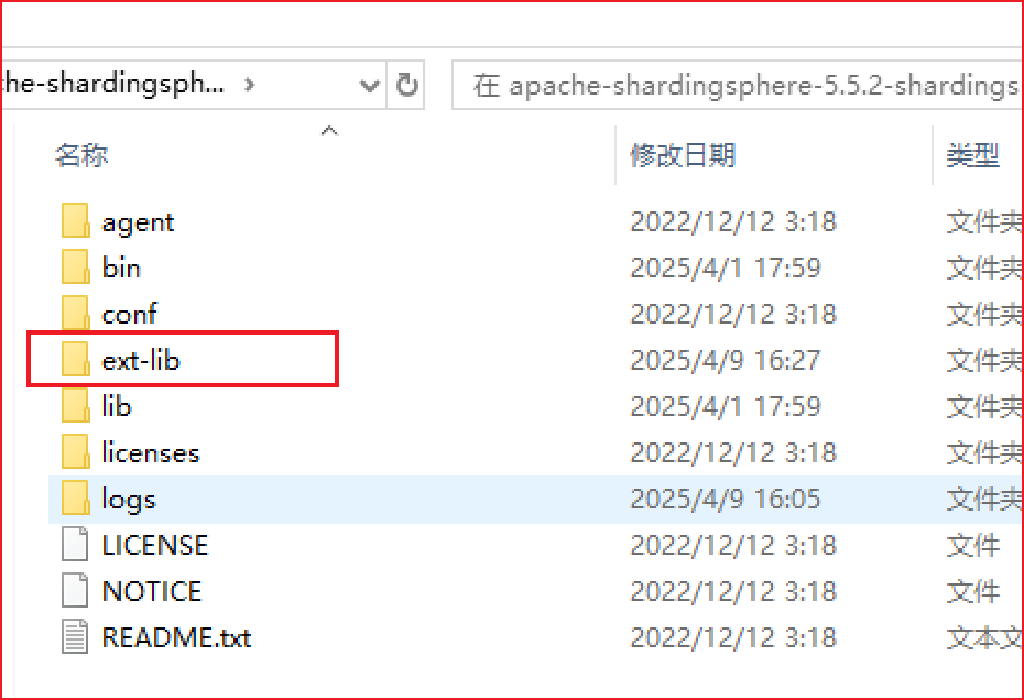 he-shardingsph... 在 apache-shardingsphere-5.5.2-shardings
名称 修改日期 类型
agent 2022/12/12 3:18 文件夹
bin 2025/4/1 17:59 文件夹
conf 2022/12/12 3:18 文件夹
ext-lib 2025/4/9 16:27 文件夹
lib 2025/4/1 17:59 文件夹
licenses 2022/12/12 3:18 文件夹
logs 2025/4/9 16:05 文件夹
LICENSE 2022/12/12 3:18 文件
NOTICE 2022/12/12 3:18 文件
README.txt 2022/12/12 3:18 文本文